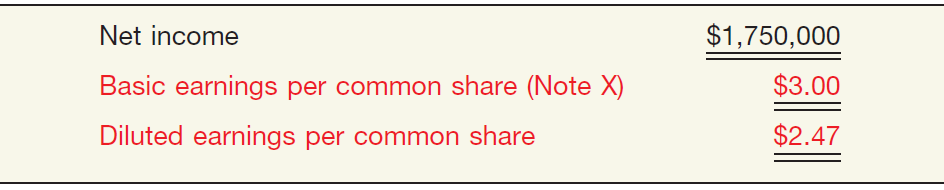 Net income $1,750,000
Basic earnings per common share (Note X) $3.00
Diluted earnings per common share $2.47